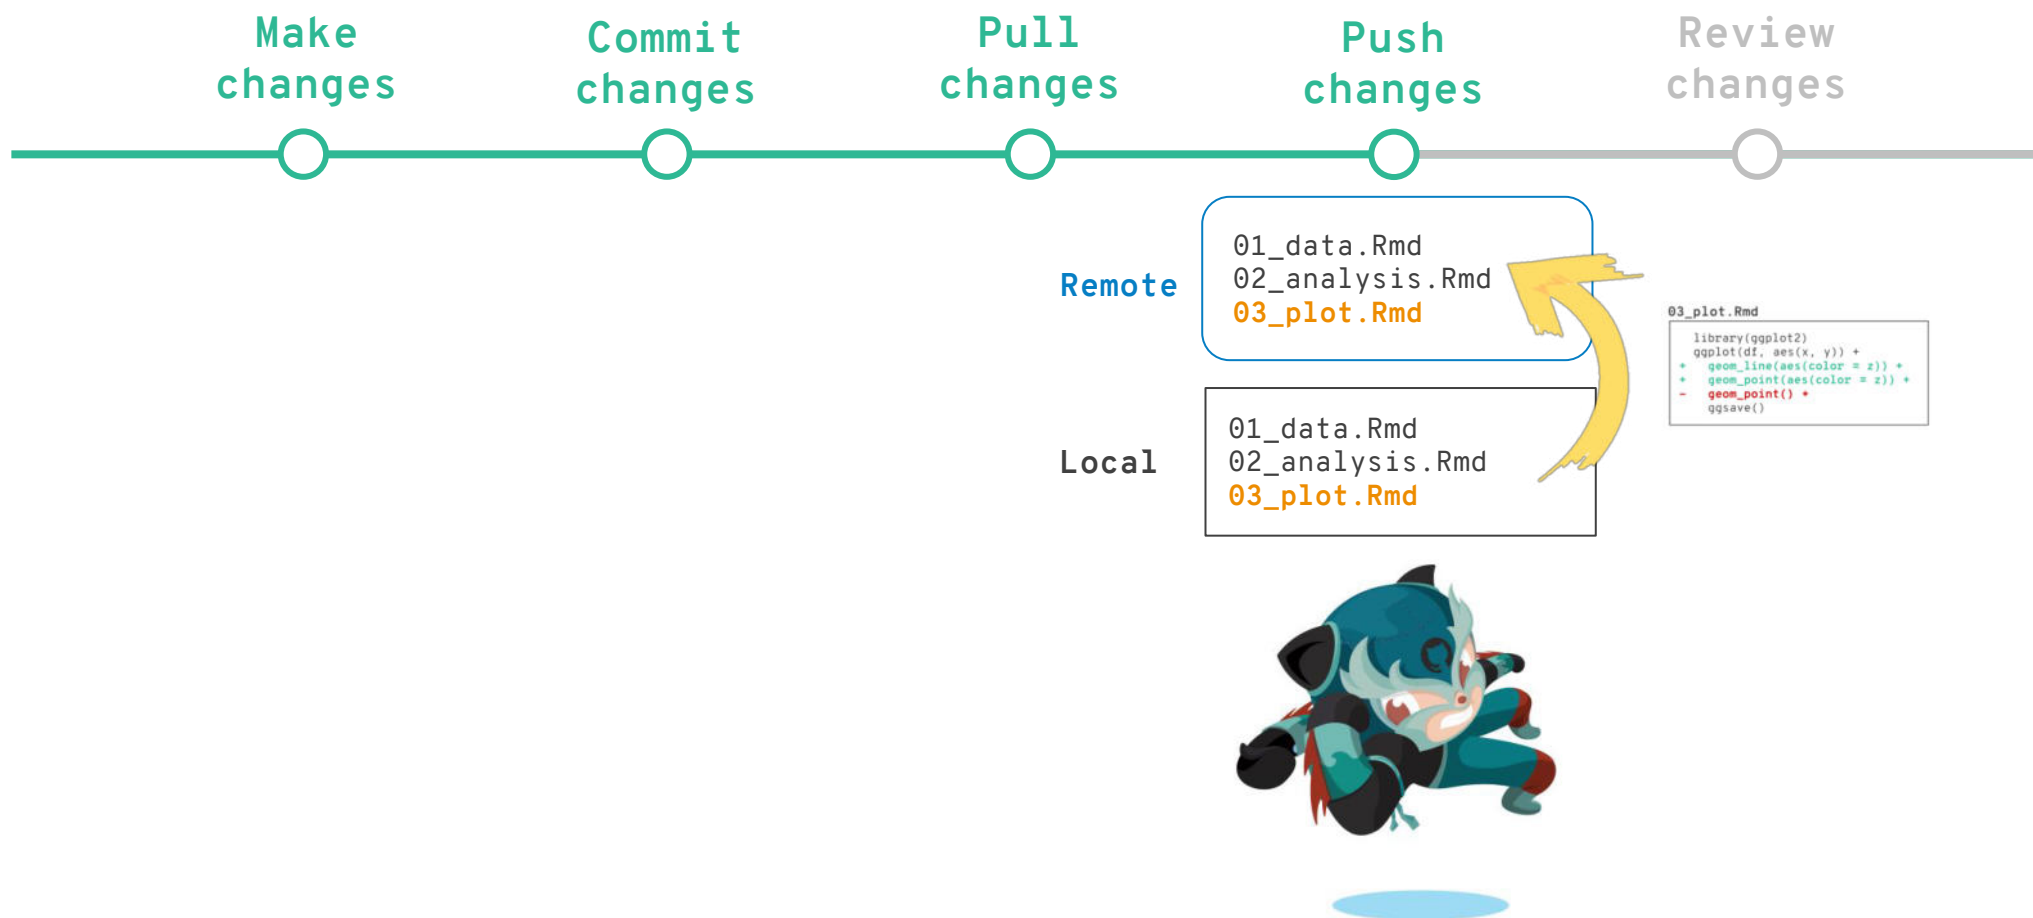 Make
changes
Commit
changes
Pull
changes
Push
changes
Review
changes
Remote
01_data.Rmd
02_analysis.Rmd
03_plot.Rmd
03_plot.Rmd
library(ggplot2)
ggplot(df, aes(x, y)) +
+ geom_line(aes(color = z)) +
+ geom_point(aes(color = z)) +
- geom_point() +
ggsave()
Local
01_data.Rmd
02_analysis.Rmd
03_plot.Rmd